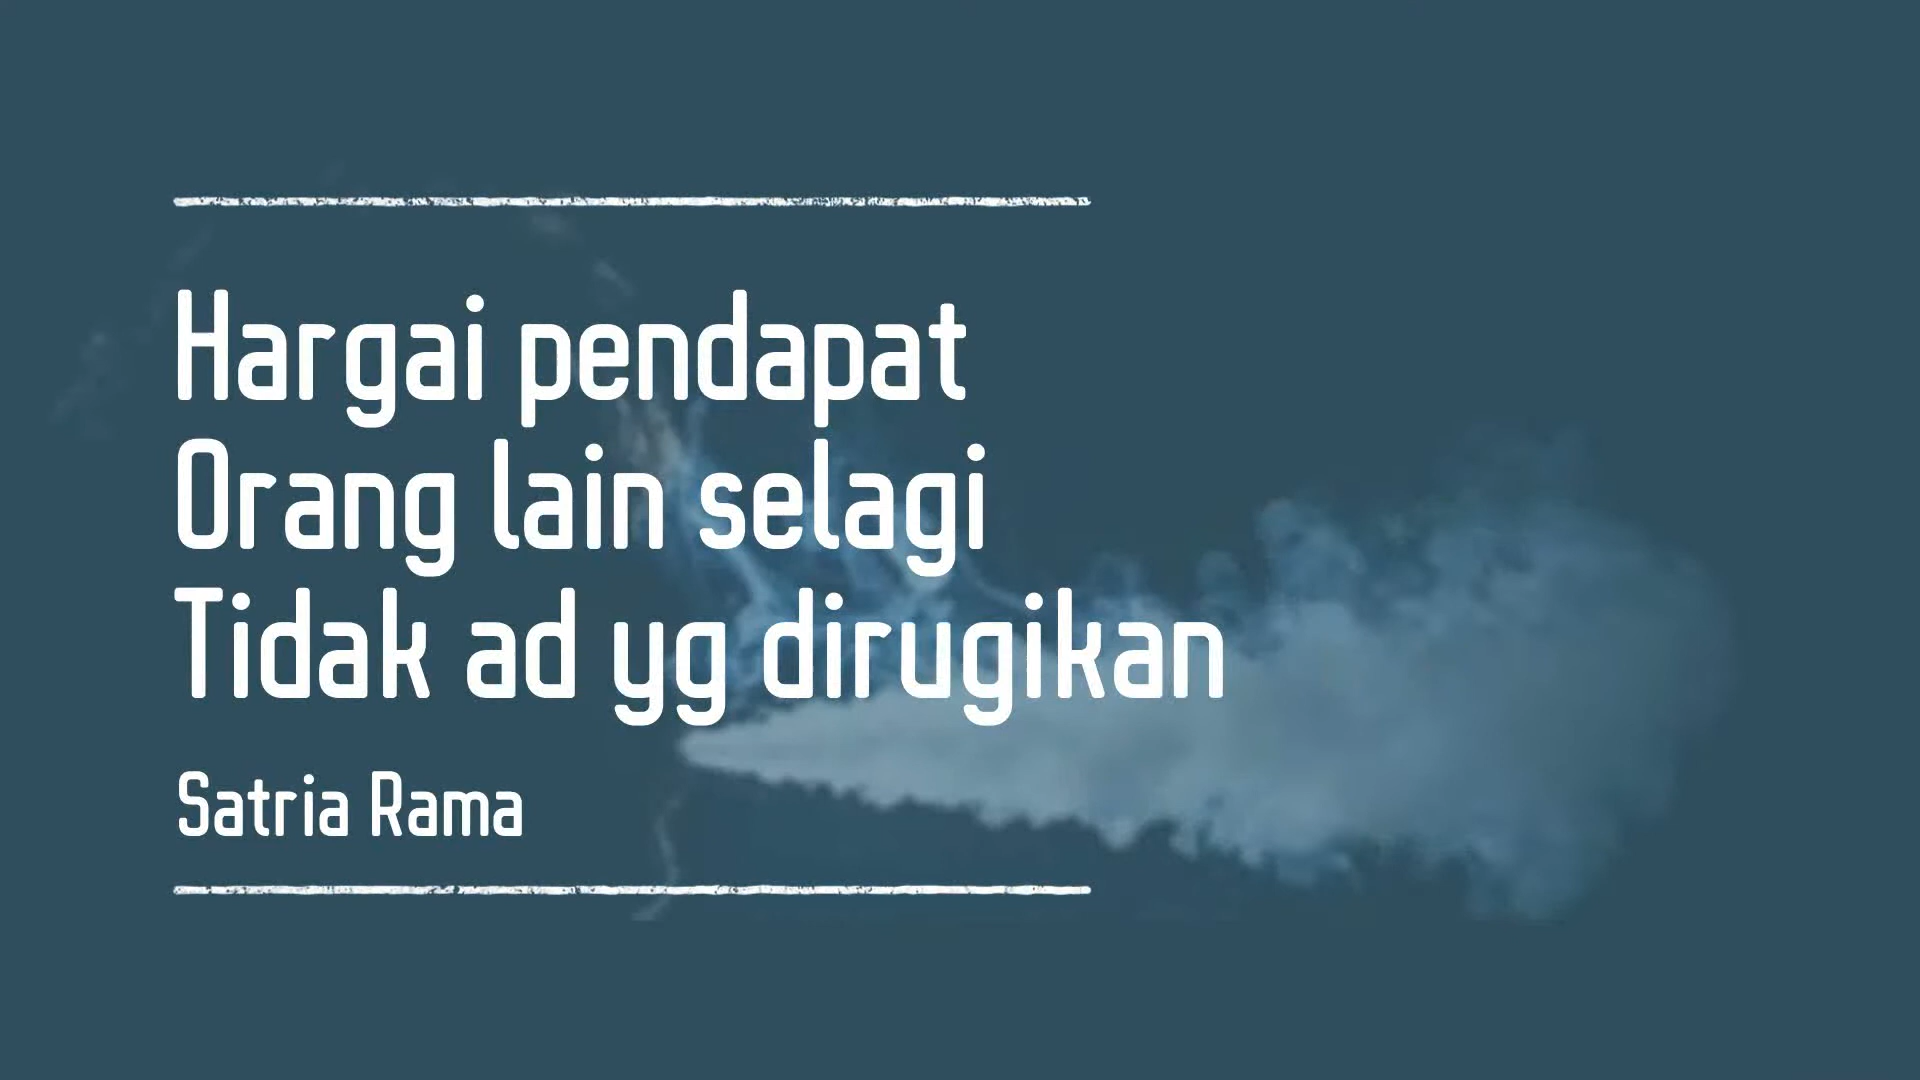 Hargai pendapat
Orang lain selagi
Tidak ad yg dirugikan
Satria Rama